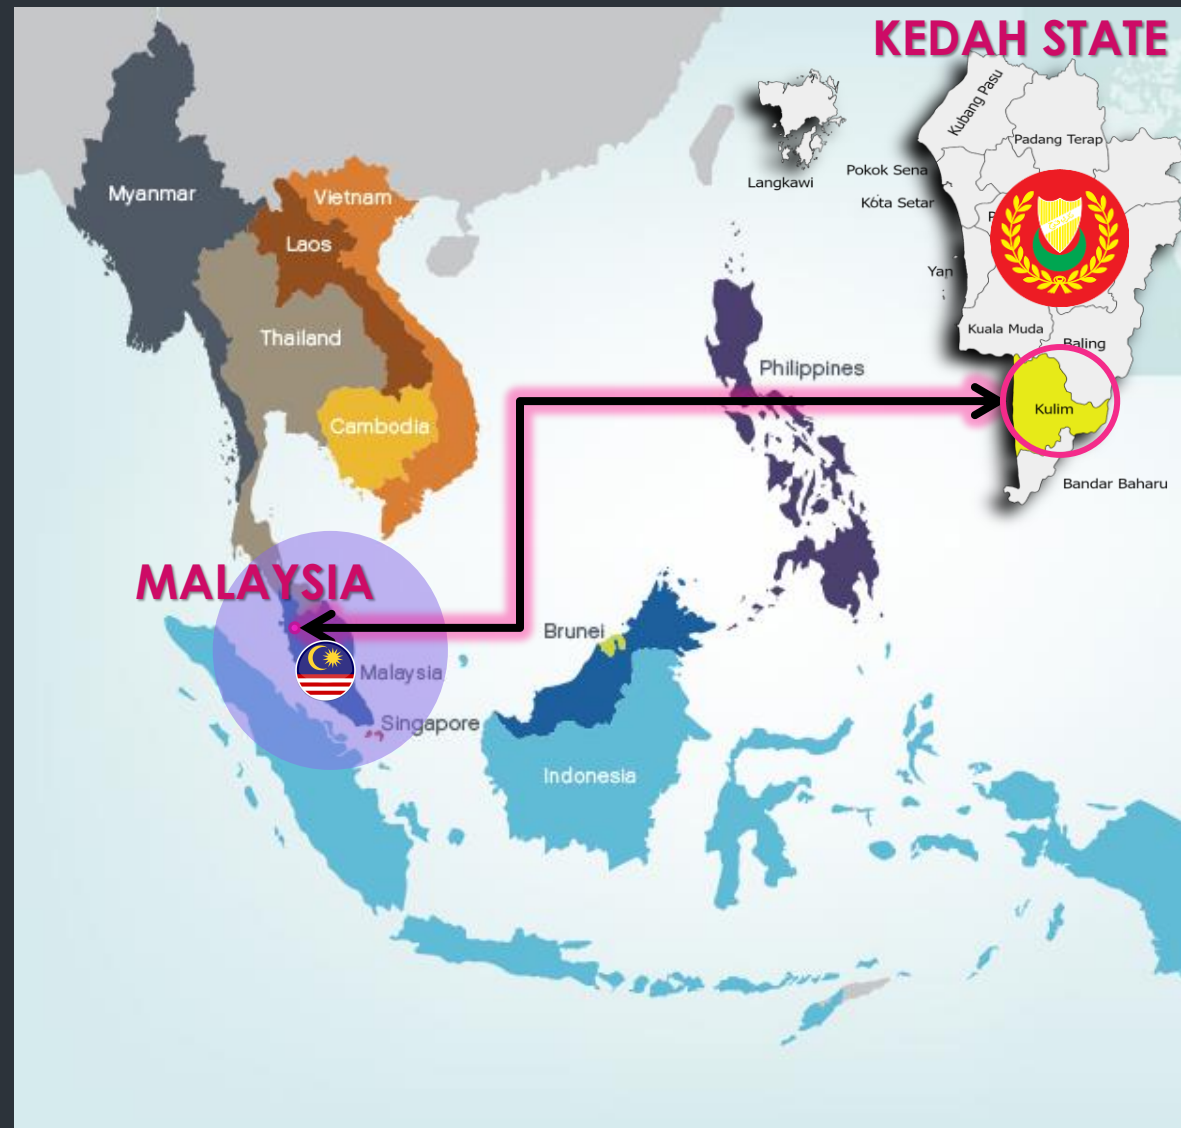 KEDAH STATE
Kubang Pasu
Padang Terap
Langkawi
Pokok Sena
Kota Setar
P
Yan
Kuala Muda
Baling
Kulim
Bandar Baharu
Myanmar
Vietnam
Laos
Thailand
Cambodia
Philippines
MALAYSIA
Brunei
Malaysia
Singapore
Indonesia